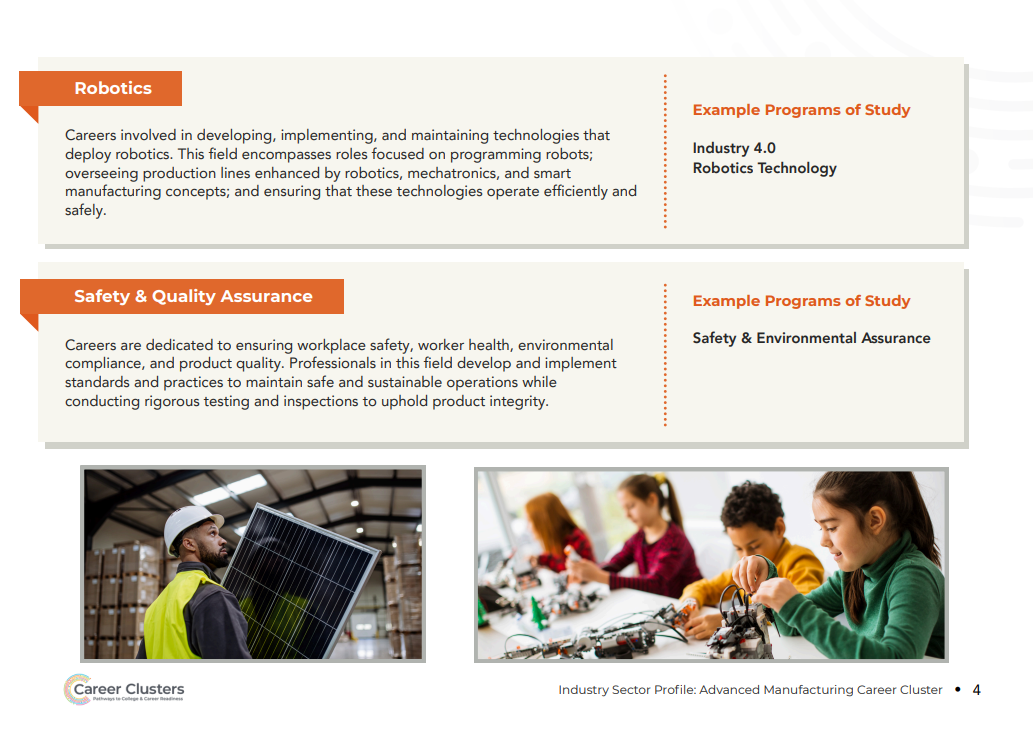 Robotics
Careers involved in developing, implementing, and maintaining technologies that
deploy robotics. This field encompasses roles focused on programming robots;
overseeing production lines enhanced by robotics, mechatronics, and smart
manufacturing concepts; and ensuring that these technologies operate efficiently and
safely.
Example Programs of Study
Industry 4.0
Robotics Technology
Safety & Quality Assurance
Careers are dedicated to ensuring workplace safety, worker health, environmental
compliance, and product quality. Professionals in this field develop and implement
standards and practices to maintain safe and sustainable operations while
conducting rigorous testing and inspections to uphold product integrity.
Example Programs of Study
Safety & Environmental Assurance
Career Clusters
Pathways to College & Career Readiness
Industry Sector Profile: Advanced Manufacturing Career Cluster • 4